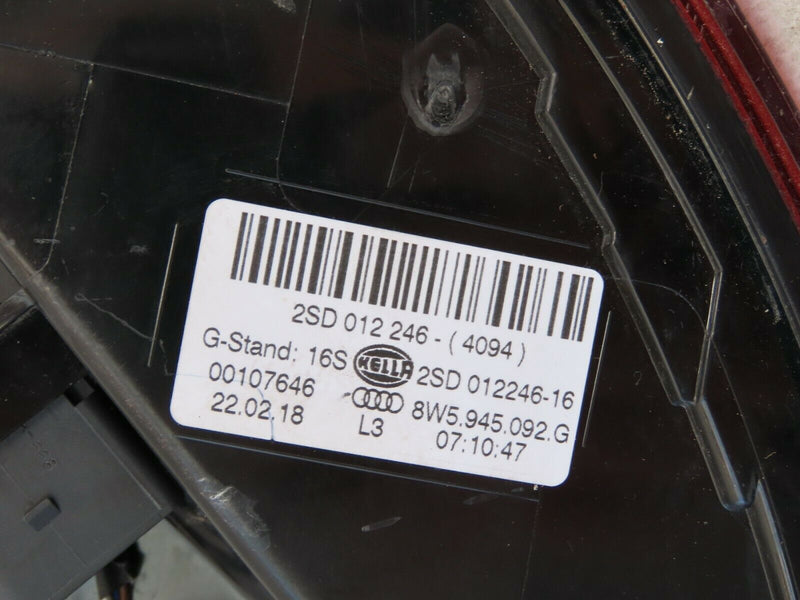 2SD 012 246- ( 4094 )
G-Stand: 16S HELLA 2SD 012246-16
00107646 8W5.945.092.G
22.02.18 L3 07:10:47